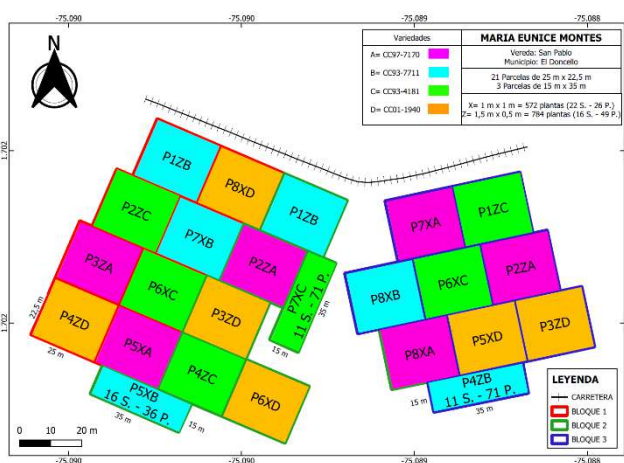 -75.090 -75.090 -75.089 -75.088
N
Variedades
A= CC97-7170
B= CC93-7711
C= CC93-4181
D= CC01-1940
MARIA EUNICE MONTES
Vereda: San Pablo
Municipio: El Doncello
21 Parcelas de 25 m x 22,5 m
3 Parcelas de 15 m x 35 m
X= 1 m x 1 m = 572 plantas (22 S. - 26 P.)
Z= 1,5 m x 0,5 m = 784 plantas (16 S. - 49 P.)
1.702
1.702
P1ZB
P8XD
P1ZB
P2ZC
P7XB
P2ZA
P7XC
11 S. - 71 P.
35 m
15 m
P3ZA
P6XC
P3ZD
P4ZD
22,5 m
25 m
P5XA
P4ZC
P6XD
P5XB
16 S. - 36 P.
35 m
15 m
P7XA
P1ZC
P8XB
P6XC
P2ZA
P8XA
P5XD
P3ZD
P4ZB
11 S. - 71 P.
15 m
35 m
LEYENDA
CARRETERA
BLOQUE 1
BLOQUE 2
BLOQUE 3
0 10 20 m
-75.090 -75.090 -75.089 -75.088